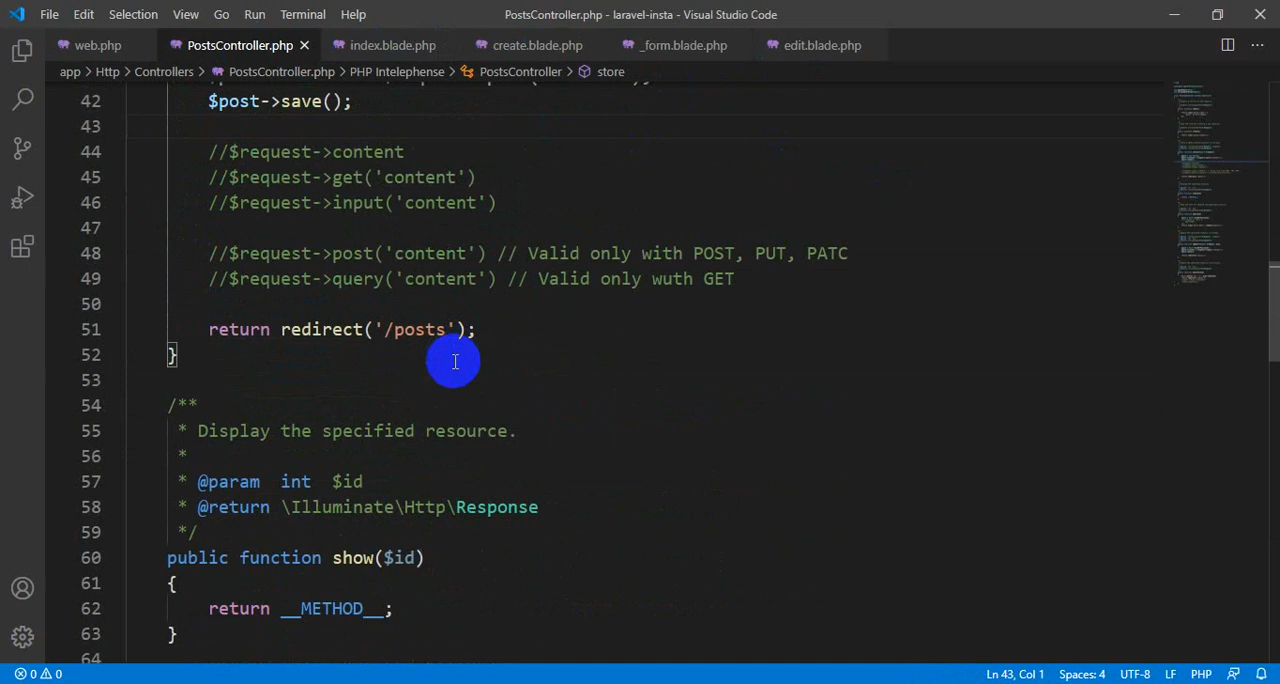 File Edit Selection View Go Run Terminal Help PostsController.php - laravel-insta - Visual Studio Code
web.php PostsController.php index.blade.php create.blade.php _form.blade.php edit.blade.php
app > Http > Controllers > PostsController.php > PHP Intelephense > PostsController > store
42 $post->save();
43
44 //$request->content
45 //$request->get('content')
46 //$request->input('content')
47
48 //$request->post('content') // Valid only with POST, PUT, PATC
49 //$request->query('content') // Valid only wuth GET
50
51 return redirect('/posts');
52 }
53
54 /**
55 * Display the specified resource.
56 *
57 * @param int $id
58 * @return \Illuminate\Http\Response
59 */
60 public function show($id)
61 {
62 return __METHOD__;
63 }
64
0 0 Ln 43, Col 1 Spaces: 4 UTF-8 LF PHP